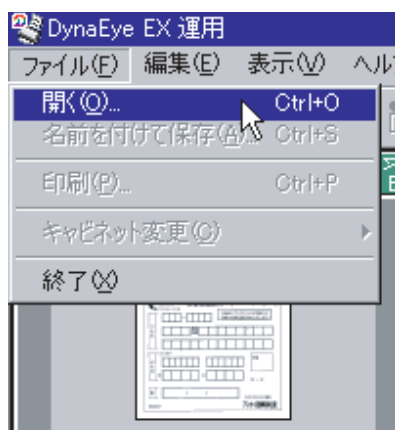 DynaEye EX 運用
ファイル(F) 編集(E) 表示(V) ヘル
開く(O)... Ctrl+O
名前を付けて保存(A)... Ctrl+S
印刷(P)... Ctrl+P
キャビネット変更(C)
終了(X)